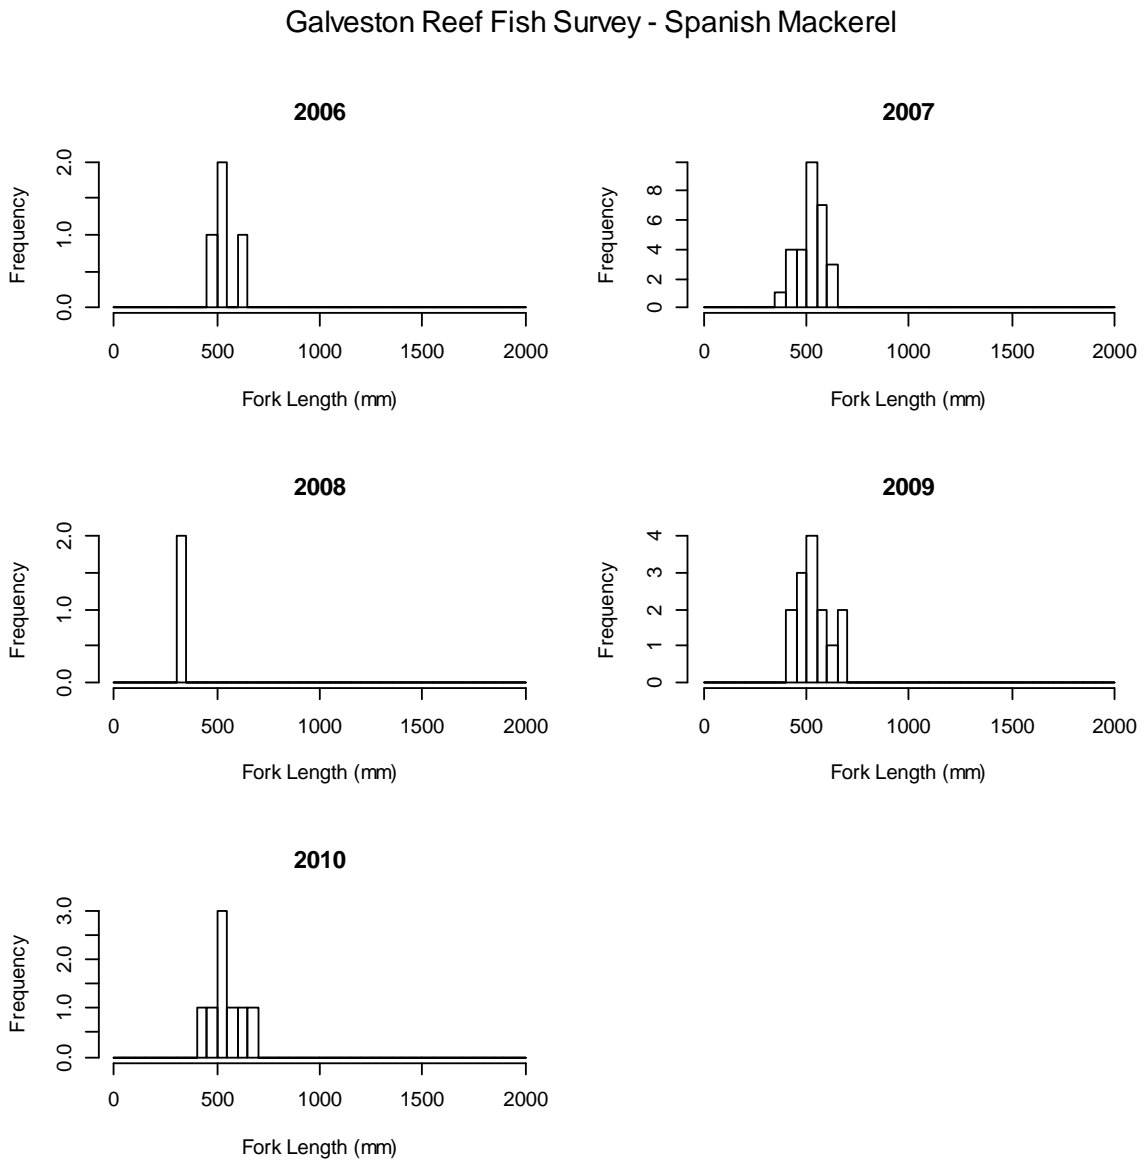 Galveston Reef Fish Survey - Spanish Mackerel
2006
Frequency
0.0 1.0 2.0
0 500 1000 1500 2000
Fork Length (mm)
2007
Frequency
0 2 4 6 8
0 500 1000 1500 2000
Fork Length (mm)
2008
Frequency
0.0 1.0 2.0
0 500 1000 1500 2000
Fork Length (mm)
2009
Frequency
0 1 2 3 4
0 500 1000 1500 2000
Fork Length (mm)
2010
Frequency
0.0 1.0 2.0 3.0
0 500 1000 1500 2000
Fork Length (mm)